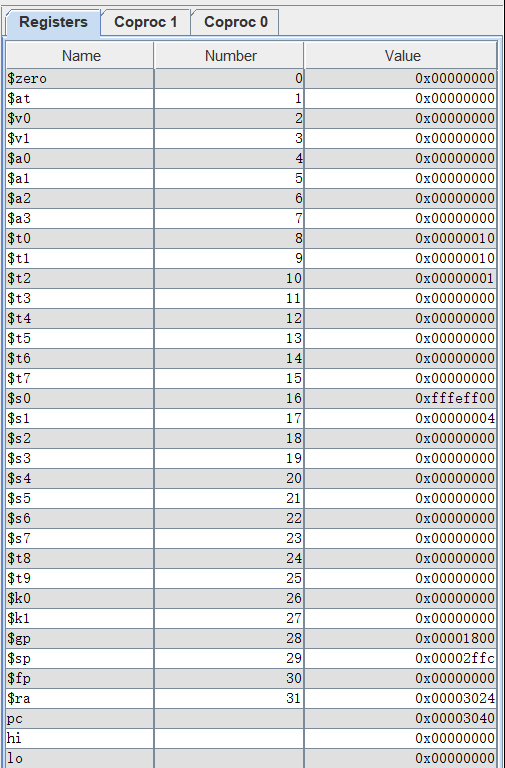 Registers Coproc 1 Coproc 0
Name Number Value
$zero 0 0x00000000
$at 1 0x00000000
$v0 2 0x00000000
$v1 3 0x00000000
$a0 4 0x00000000
$a1 5 0x00000000
$a2 6 0x00000000
$a3 7 0x00000000
$t0 8 0x00000010
$t1 9 0x00000010
$t2 10 0x00000001
$t3 11 0x00000000
$t4 12 0x00000000
$t5 13 0x00000000
$t6 14 0x00000000
$t7 15 0x00000000
$s0 16 0xfffeff00
$s1 17 0x00000004
$s2 18 0x00000000
$s3 19 0x00000000
$s4 20 0x00000000
$s5 21 0x00000000
$s6 22 0x00000000
$s7 23 0x00000000
$t8 24 0x00000000
$t9 25 0x00000000
$k0 26 0x00000000
$k1 27 0x00000000
$gp 28 0x00001800
$sp 29 0x00002ffc
$fp 30 0x00000000
$ra 31 0x00003024
pc 0x00003040
hi 0x00000000
lo 0x00000000